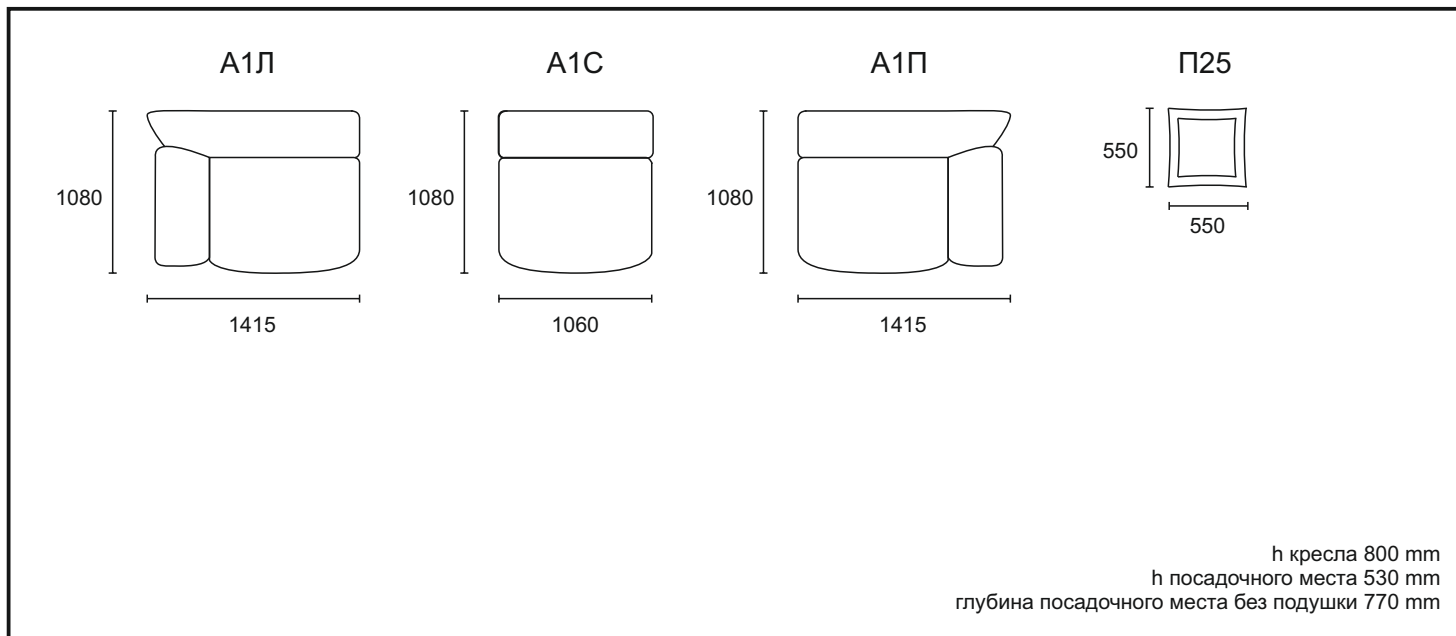 А1Л
А1С
А1П
П25
1080
1080
1080
550
550
1415
1060
1415
h кресла 800 mm
h посадочного места 530 mm
глубина посадочного места без подушки 770 mm